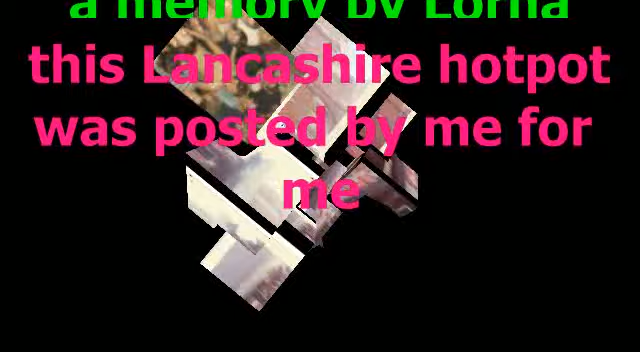 a memory by Lorna
this Lancashire hotpot
was posted by me for
me